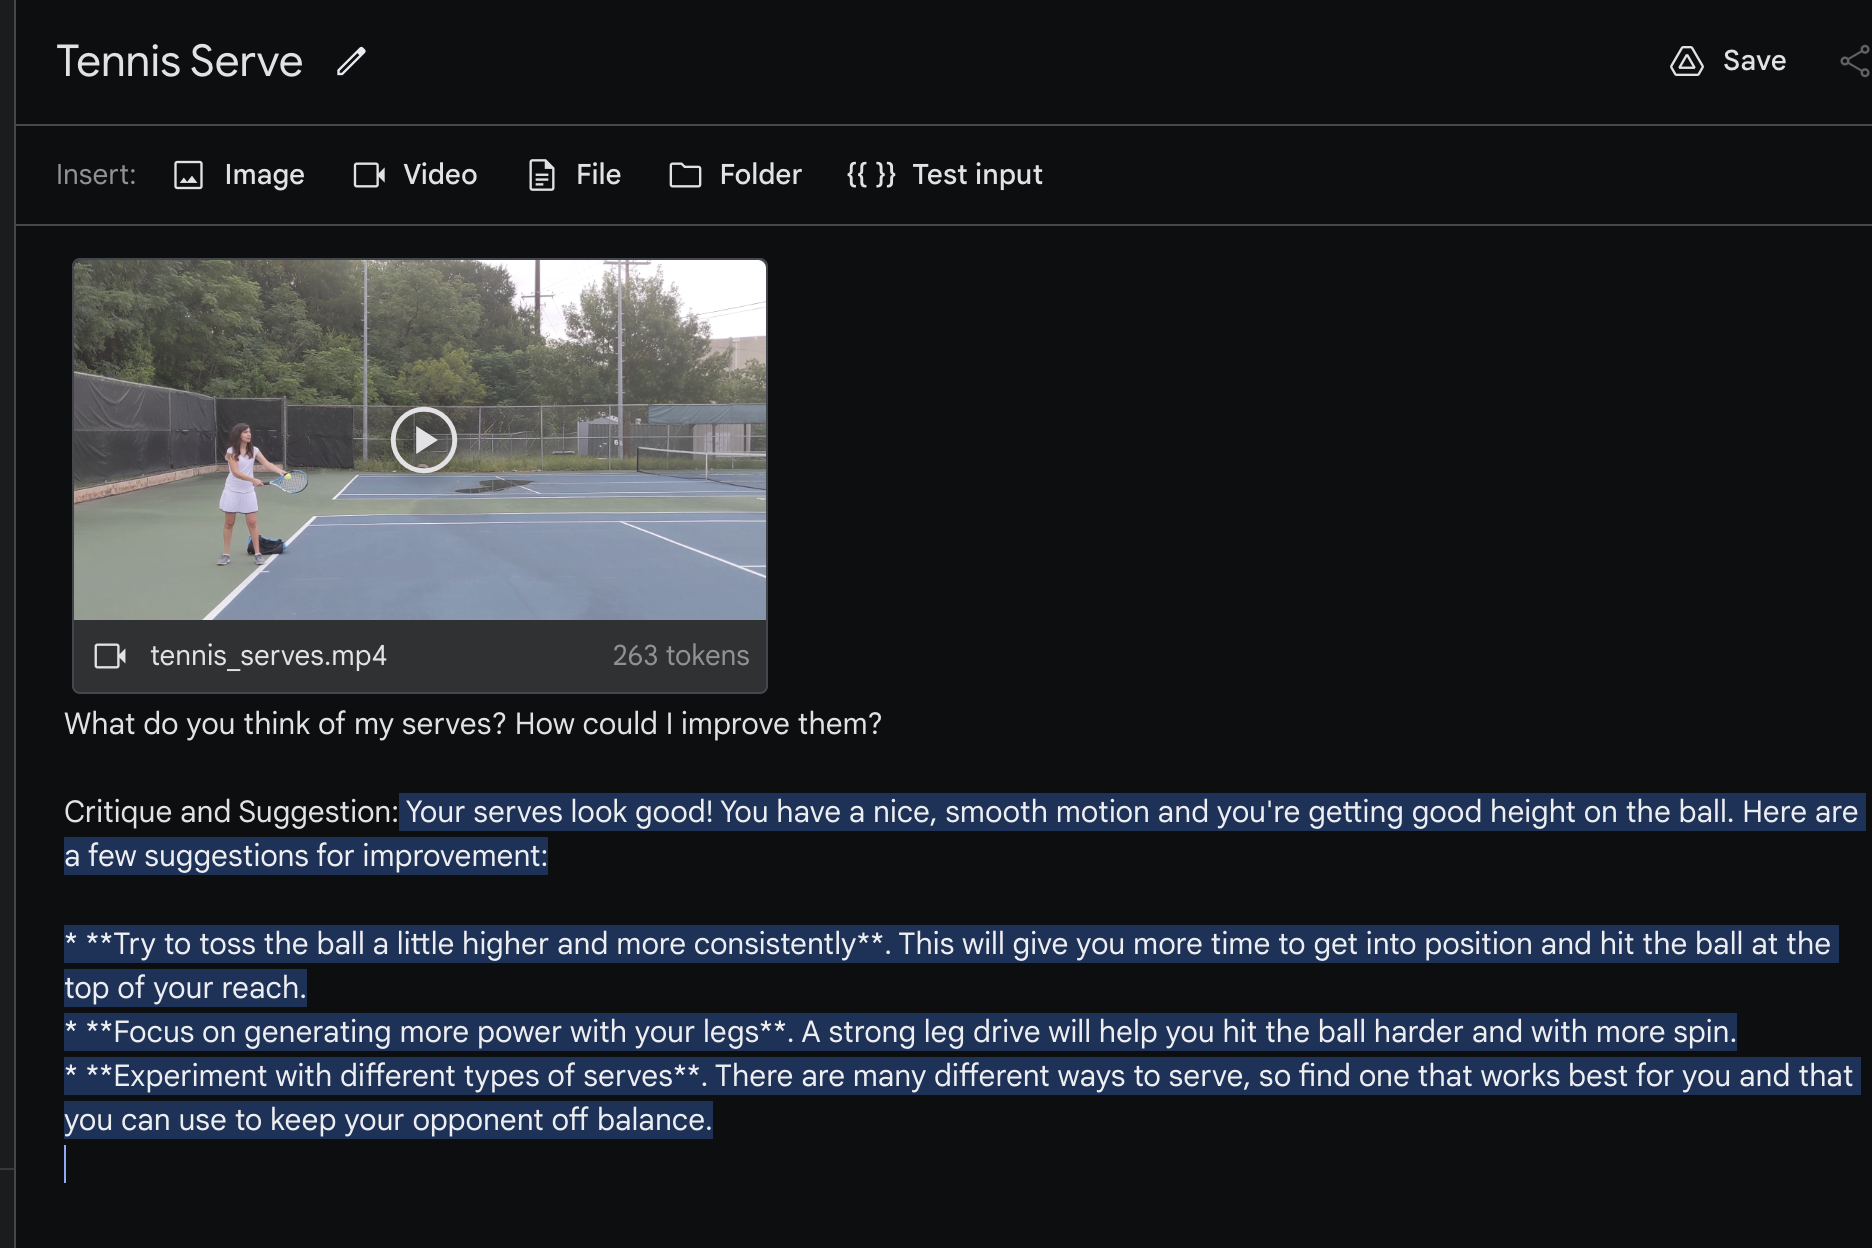 Tennis Serve
Save
Insert: Image Video File Folder {{ }} Test input
tennis_serves.mp4 263 tokens
What do you think of my serves? How could I improve them?
Critique and Suggestion: Your serves look good! You have a nice, smooth motion and you're getting good height on the ball. Here are
a few suggestions for improvement:
* **Try to toss the ball a little higher and more consistently**. This will give you more time to get into position and hit the ball at the
top of your reach.
* **Focus on generating more power with your legs**. A strong leg drive will help you hit the ball harder and with more spin.
* **Experiment with different types of serves**. There are many different ways to serve, so find one that works best for you and that
you can use to keep your opponent off balance.